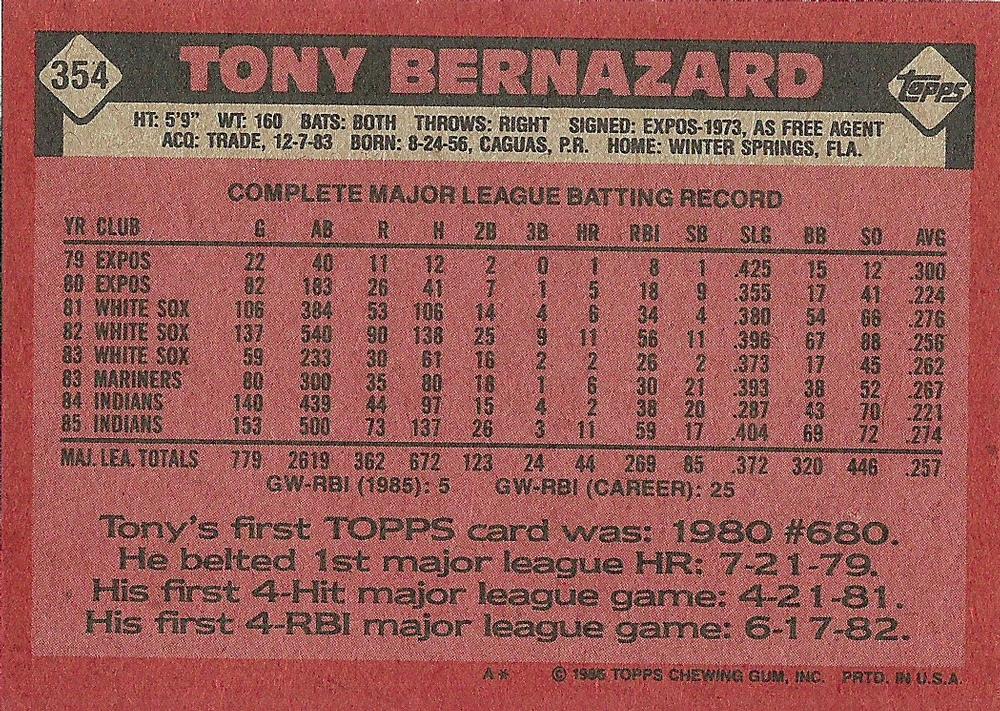 354 TONY BERNAZARD topps
HT: 5'9" WT: 160 BATS: BOTH THROWS: RIGHT SIGNED: EXPOS-1973, AS FREE AGENT
ACQ: TRADE, 12-7-83 BORN: 8-24-56, CAGUAS, P.R. HOME: WINTER SPRINGS, FLA.
COMPLETE MAJOR LEAGUE BATTING RECORD
YR CLUB G AB R H 2B 3B HR RBI SB SLG BB SO AVG
79 EXPOS 22 40 11 12 2 0 1 8 1 .425 15 12 .300
80 EXPOS 82 183 26 41 7 1 5 18 9 .355 17 41 .224
81 WHITE SOX 106 384 53 106 14 4 6 34 4 .380 54 66 .276
82 WHITE SOX 137 540 90 138 25 9 11 56 11 .396 67 88 .256
83 WHITE SOX 59 233 30 61 16 2 2 26 2 .373 17 45 .262
83 MARINERS 80 300 35 80 18 1 6 30 21 .393 38 52 .267
84 INDIANS 140 439 44 97 15 4 2 38 20 .287 43 70 .221
85 INDIANS 153 500 73 137 26 3 11 59 17 .404 69 72 .274
MAJ. LEA. TOTALS 779 2619 362 672 123 24 44 269 85 .372 320 446 .257
GW-RBI (1985): 5 GW-RBI (CAREER): 25
Tony's first TOPPS card was: 1980 #680.
He belted 1st major league HR: 7-21-79.
His first 4-Hit major league game: 4-21-81.
His first 4-RBI major league game: 6-17-82.
A* © 1986 TOPPS CHEWING GUM, INC. PRTD. IN U.S.A.